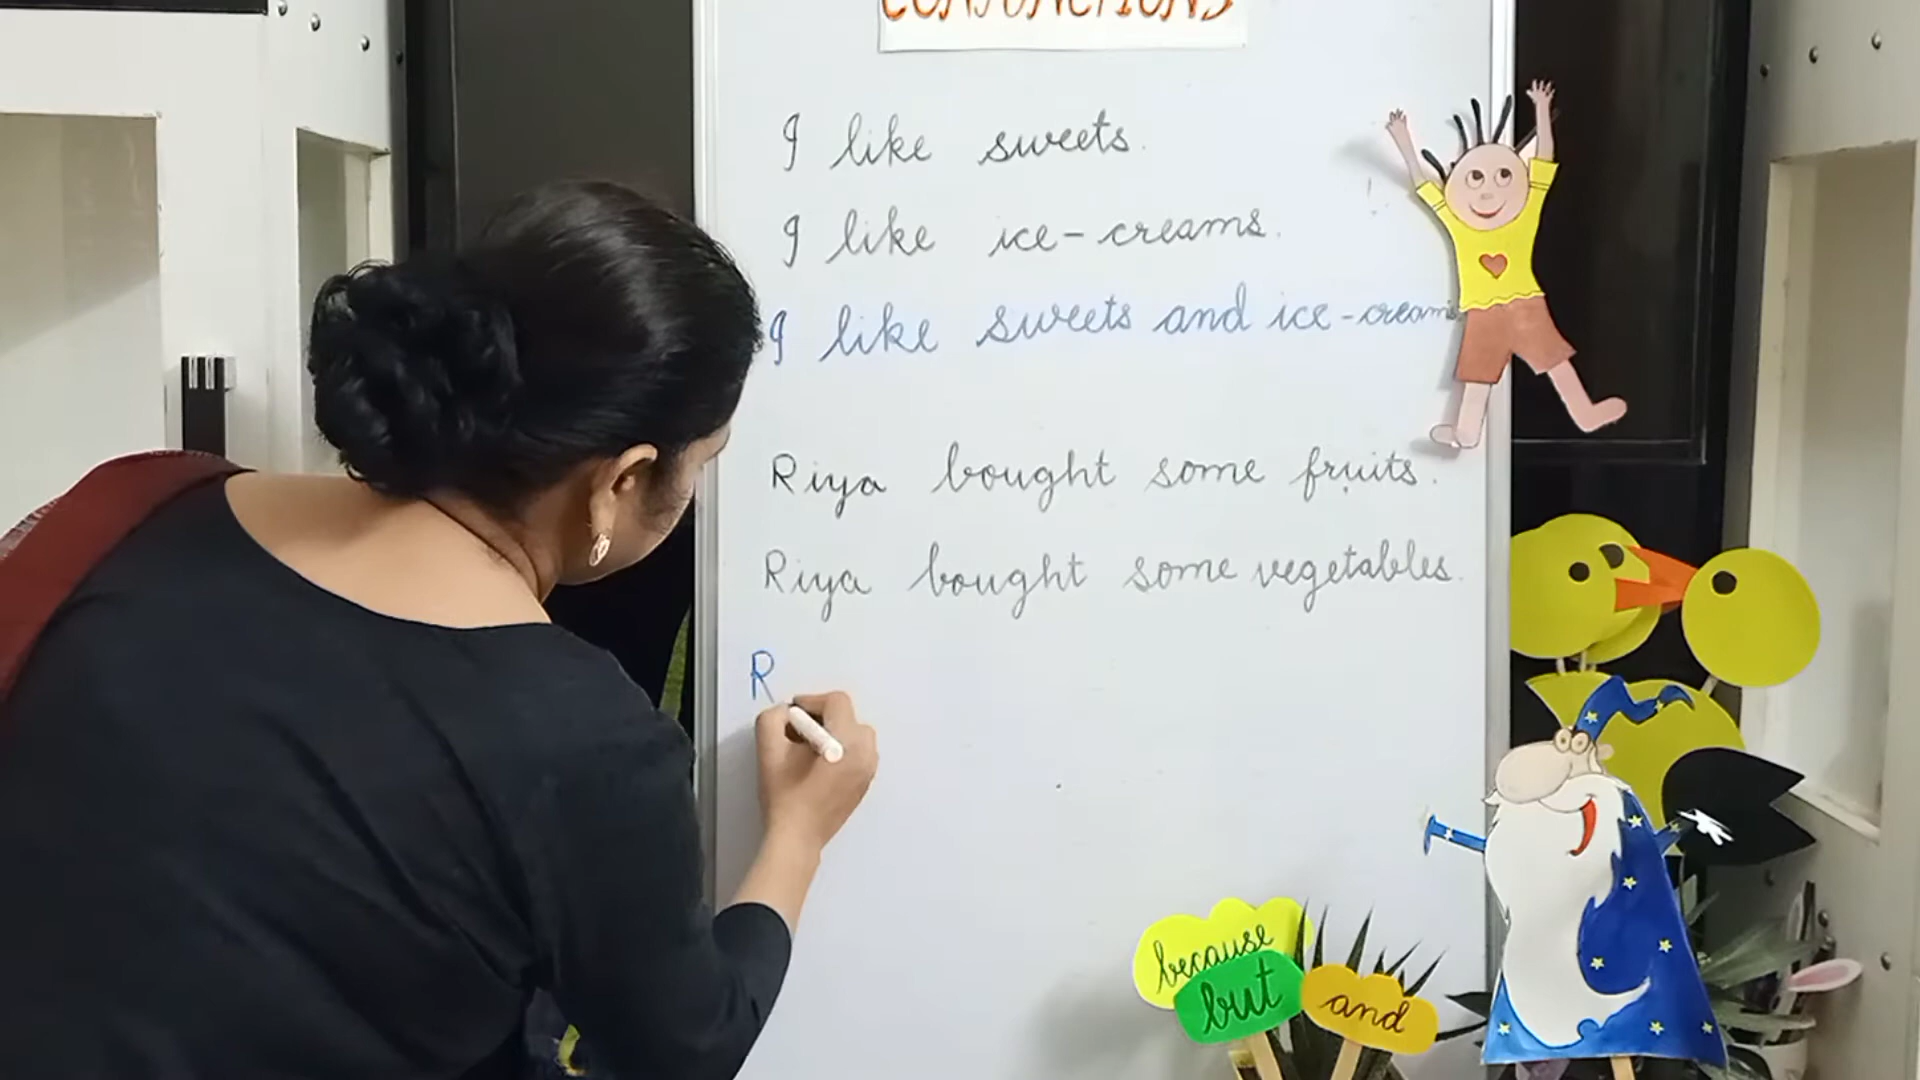 CONJUNCTIONS
I like sweets.
I like ice-creams.
I like sweets and ice-creams
Riya bought some fruits.
Riya bought some vegetables.
R
because
but
and